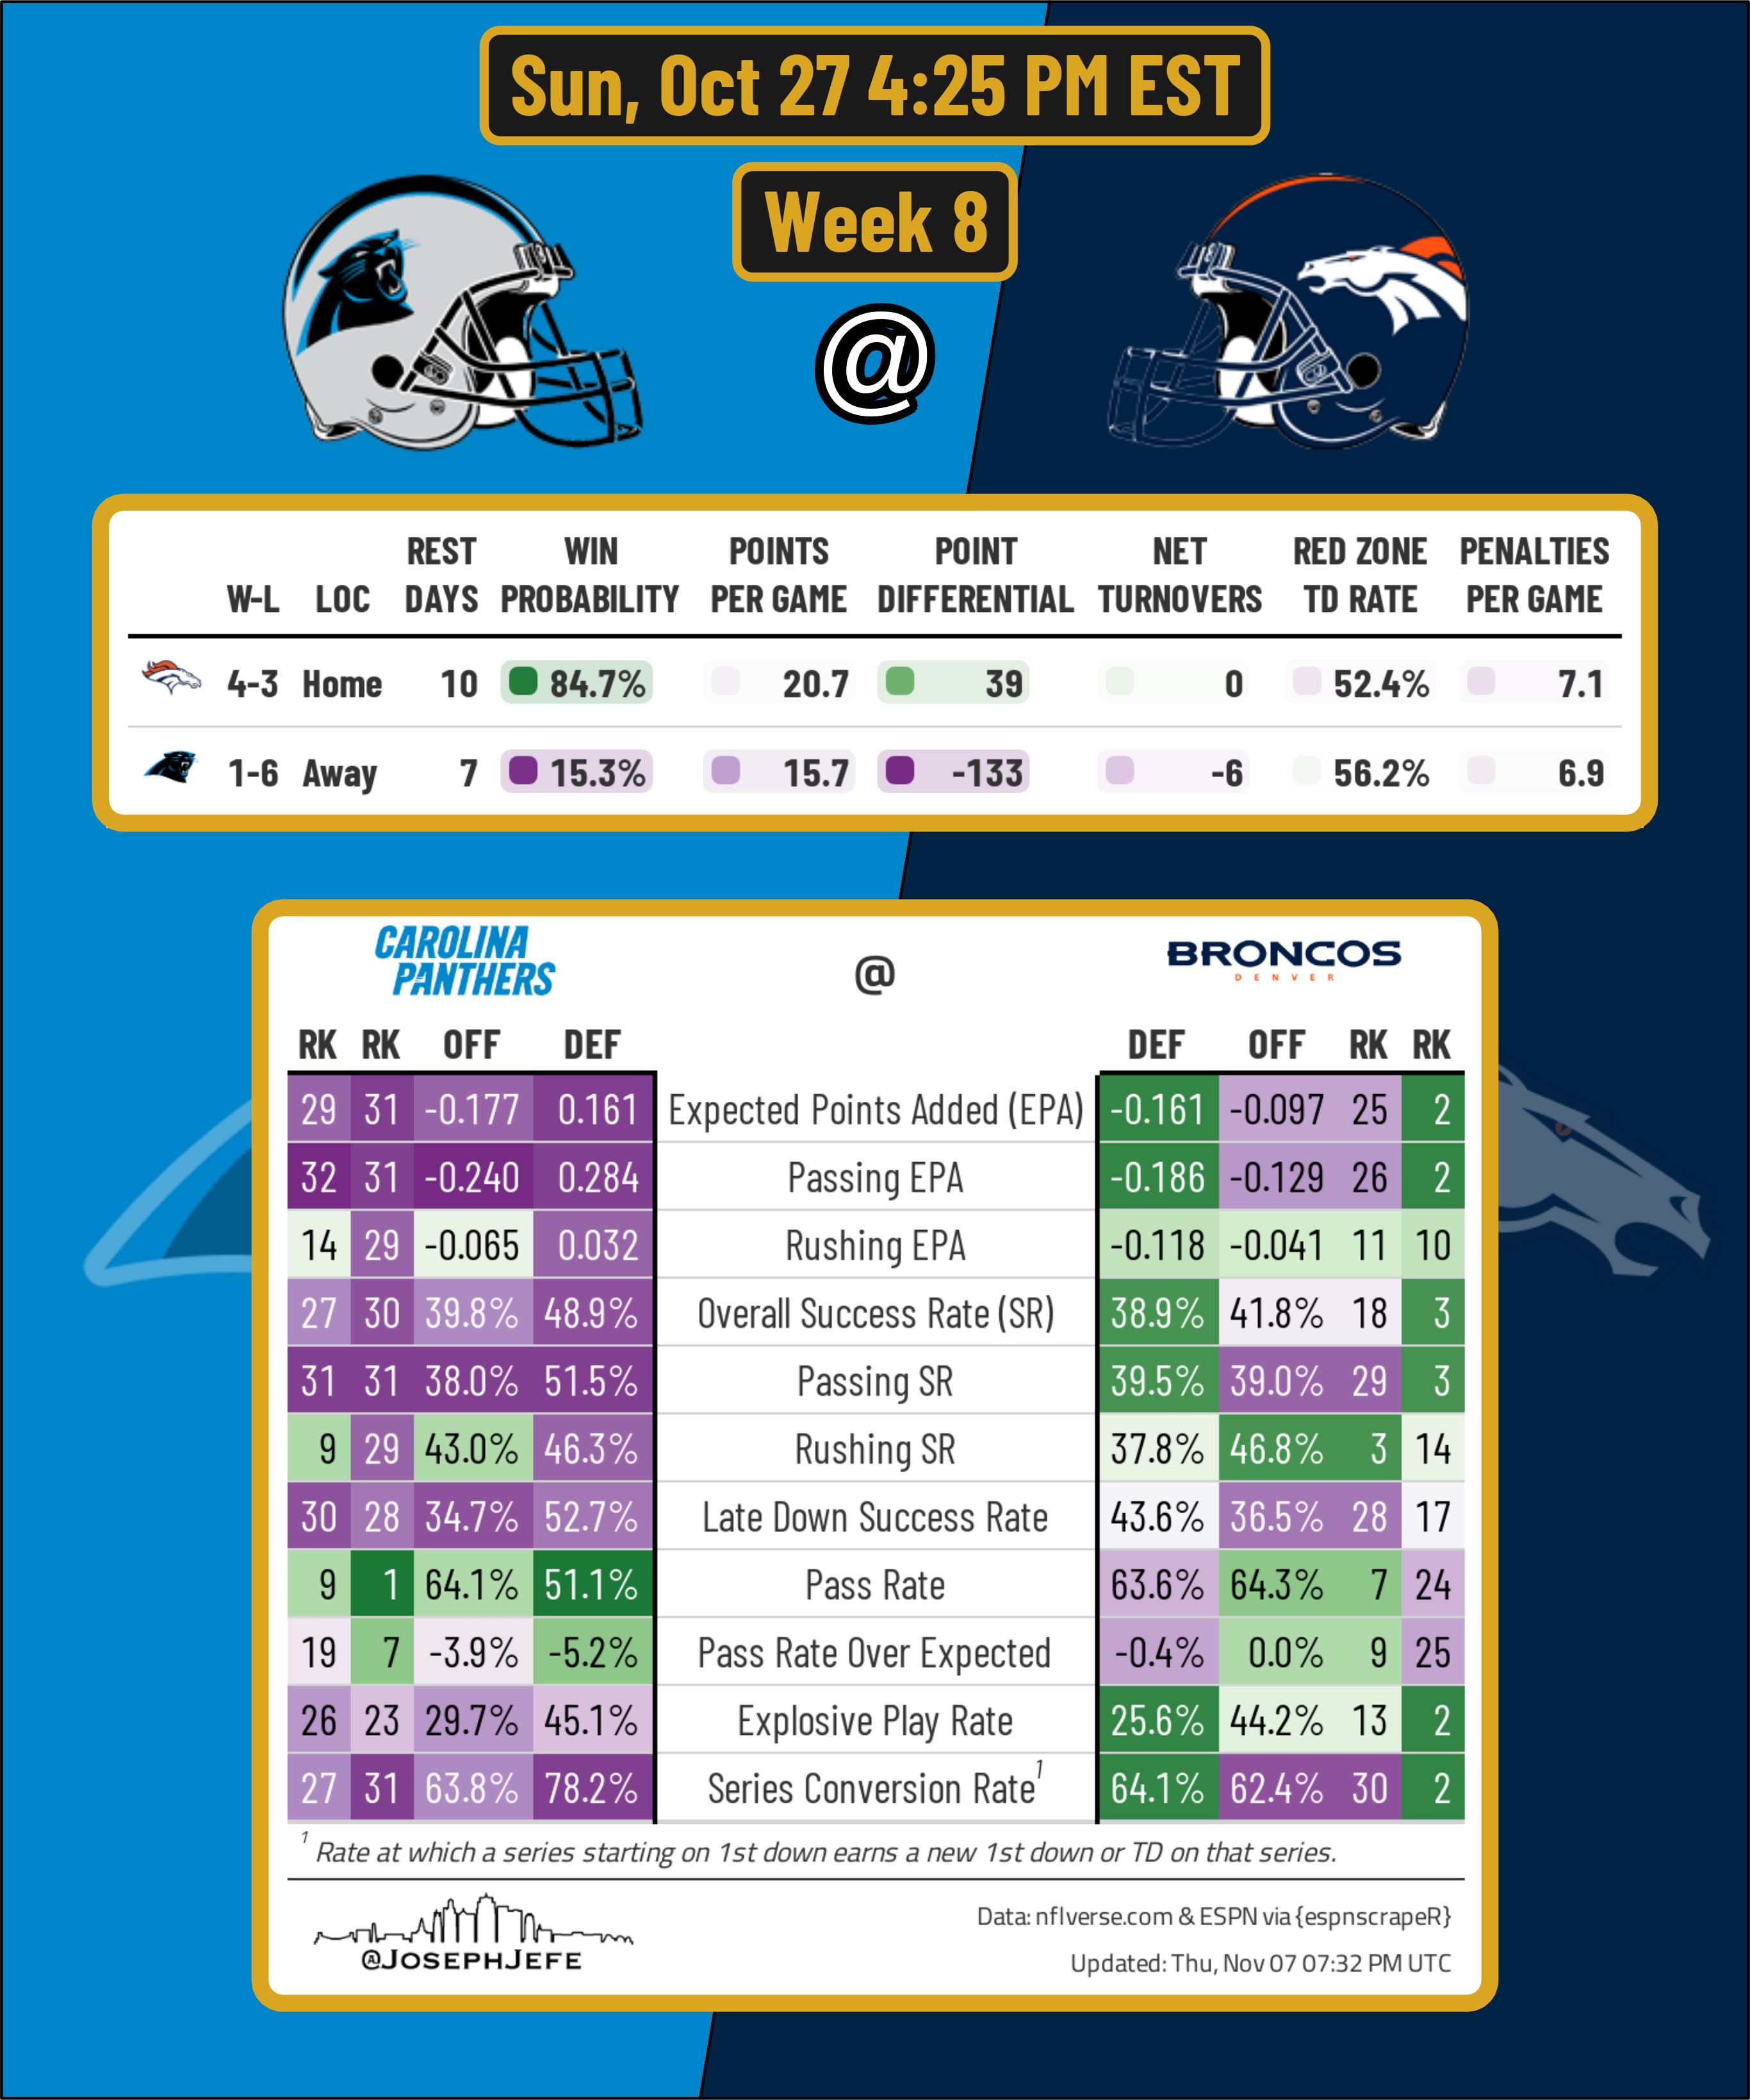 Sun, Oct 27 4:25 PM EST
Week 8
@
W-L LOC REST DAYS WIN PROBABILITY POINTS PER GAME POINT DIFFERENTIAL NET TURNOVERS RED ZONE TD RATE PENALTIES PER GAME
4-3 Home 10 84.7% 20.7 39 0 52.4% 7.1
1-6 Away 7 15.3% 15.7 -133 -6 56.2% 6.9
CAROLINA PANTHERS @ BRONCOS DENVER
RK RK OFF DEF DEF OFF RK RK
29 31 -0.177 0.161 Expected Points Added (EPA) -0.161 -0.097 25 2
32 31 -0.240 0.284 Passing EPA -0.186 -0.129 26 2
14 29 -0.065 0.032 Rushing EPA -0.118 -0.041 11 10
27 30 39.8% 48.9% Overall Success Rate (SR) 38.9% 41.8% 18 3
31 31 38.0% 51.5% Passing SR 39.5% 39.0% 29 3
9 29 43.0% 46.3% Rushing SR 37.8% 46.8% 3 14
30 28 34.7% 52.7% Late Down Success Rate 43.6% 36.5% 28 17
9 1 64.1% 51.1% Pass Rate 63.6% 64.3% 7 24
19 7 -3.9% -5.2% Pass Rate Over Expected -0.4% 0.0% 9 25
26 23 29.7% 45.1% Explosive Play Rate 25.6% 44.2% 13 2
27 31 63.8% 78.2% Series Conversion Rate1 64.1% 62.4% 30 2
1 Rate at which a series starting on 1st down earns a new 1st down or TD on that series.
@JOSEPHJEFE
Data: nflverse.com & ESPN via {espnscrapeR}
Updated: Thu, Nov 07 07:32 PM UTC